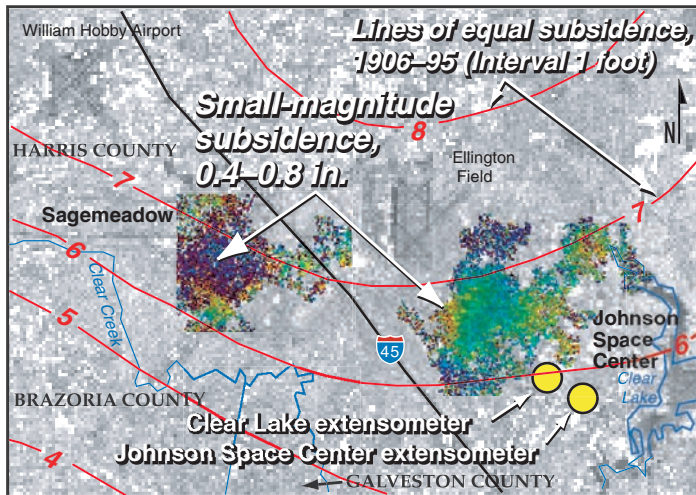 William Hobby Airport
Lines of equal subsidence,
1906–95 (Interval 1 foot)
Small-magnitude
subsidence,
0.4–0.8 in.
8
N
HARRIS COUNTY
Ellington
Field
7
7
Sagemeadow
6
Clear Creek
5
45
Johnson
Space
Center
6
Clear
Lake
BRAZORIA COUNTY
Clear Lake extensometer
Johnson Space Center extensometer
4
GALVESTON COUNTY